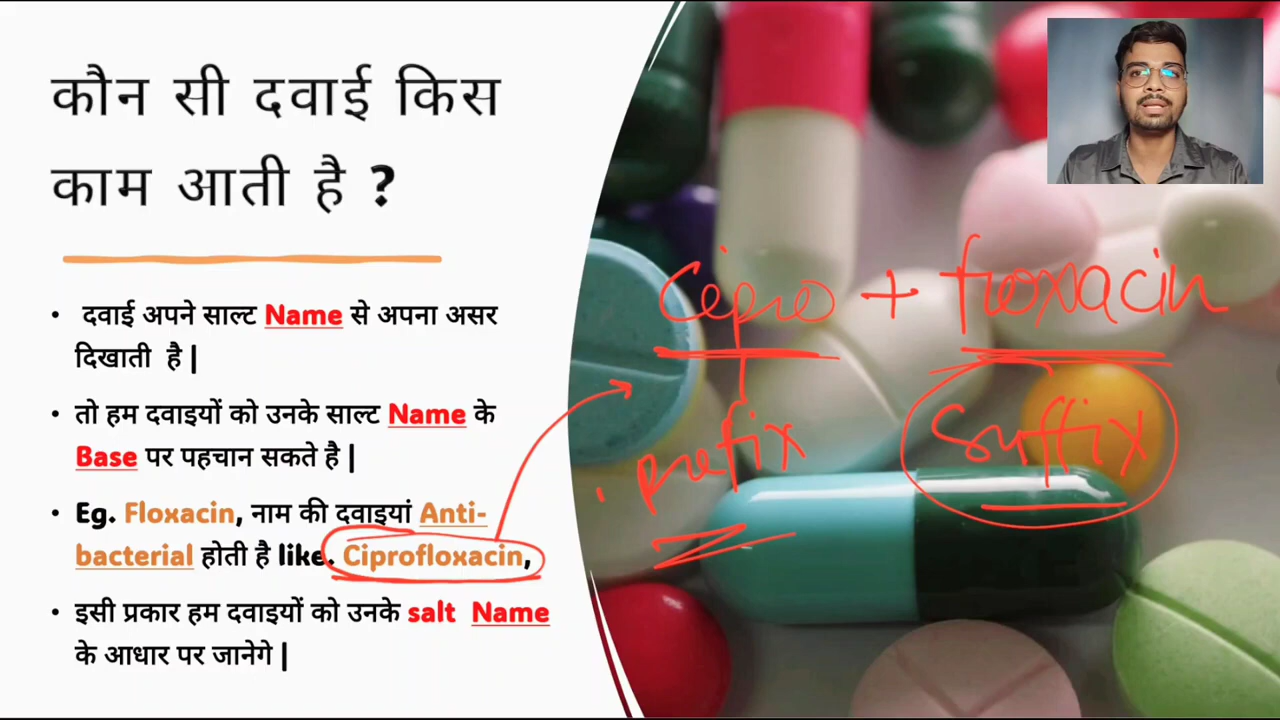 कौन सी दवाई किस
काम आती है ?
• दवाई अपने साल्ट Name से अपना असर
दिखाती है |
• तो हम दवाइयों को उनके साल्ट Name के
Base पर पहचान सकते है |
• Eg. Floxacin, नाम की दवाइयां Anti-
bacterial होती है like. Ciprofloxacin,
• इसी प्रकार हम दवाइयों को उनके salt Name
के आधार पर जानेगे |
Cipro + floxacin
prefix suffix